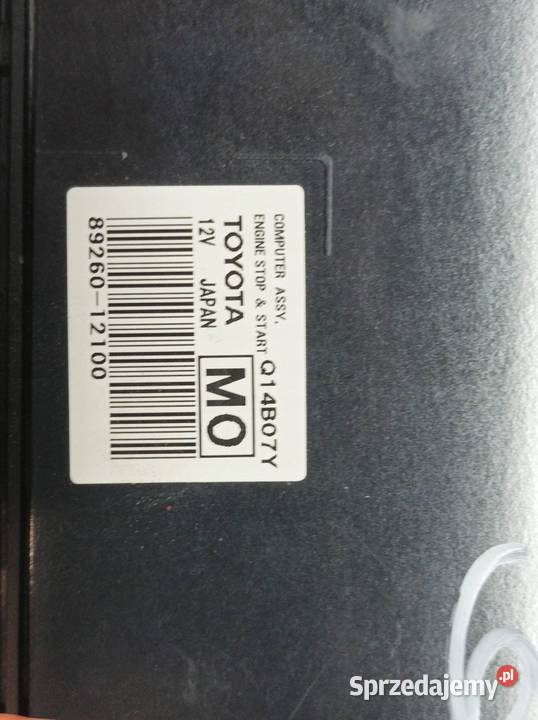 COMPUTER ASSY,
ENGINE STOP & START Q14B07Y
TOYOTA
12V JAPAN
MO
89260-12100
Sprzedajemy.pl